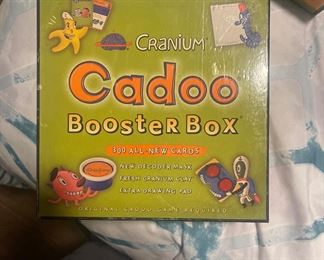 CRANIUM
Cadoo
BOOSTER BOX
300 ALL NEW CARDS
NEW DECODER MASK
FRESH CRANIUM CLAY
EXTRA DRAWING PAD
ORIGINAL CADOO GAME REQUIRED